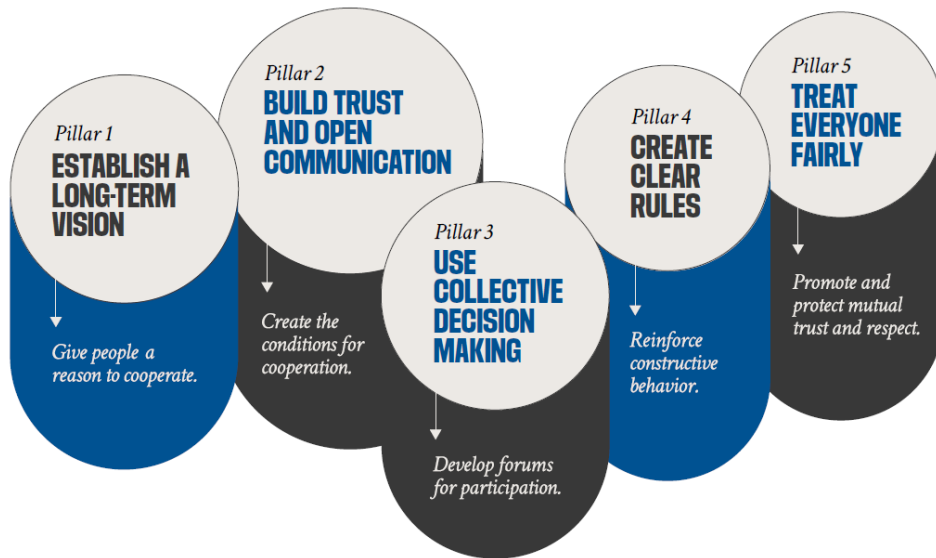 Pillar 1
ESTABLISH A
LONG-TERM
VISION
Give people a
reason to cooperate.
Pillar 2
BUILD TRUST
AND OPEN
COMMUNICATION
Create the
conditions for
cooperation.
Pillar 3
USE
COLLECTIVE
DECISION
MAKING
Develop forums
for participation.
Pillar 4
CREATE
CLEAR
RULES
Reinforce
constructive
behavior.
Pillar 5
TREAT
EVERYONE
FAIRLY
Promote and
protect mutual
trust and respect.